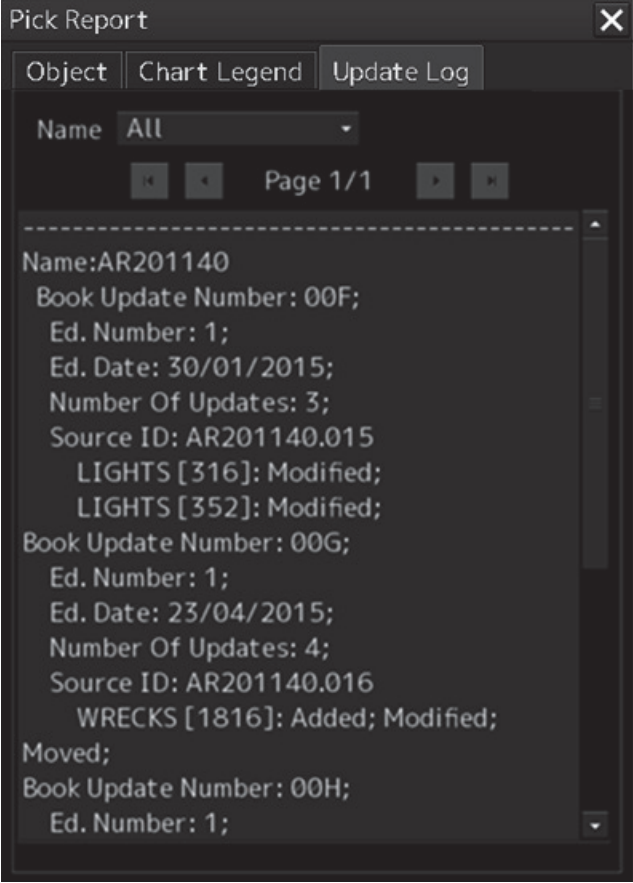 Pick Report
Object Chart Legend Update Log
Name All
Page 1/1
--------------------------------------------
Name:AR201140
Book Update Number: 00F;
Ed. Number: 1;
Ed. Date: 30/01/2015;
Number Of Updates: 3;
Source ID: AR201140.015
LIGHTS [316]: Modified;
LIGHTS [352]: Modified;
Book Update Number: 00G;
Ed. Number: 1;
Ed. Date: 23/04/2015;
Number Of Updates: 4;
Source ID: AR201140.016
WRECKS [1816]: Added; Modified;
Moved;
Book Update Number: 00H;
Ed. Number: 1;